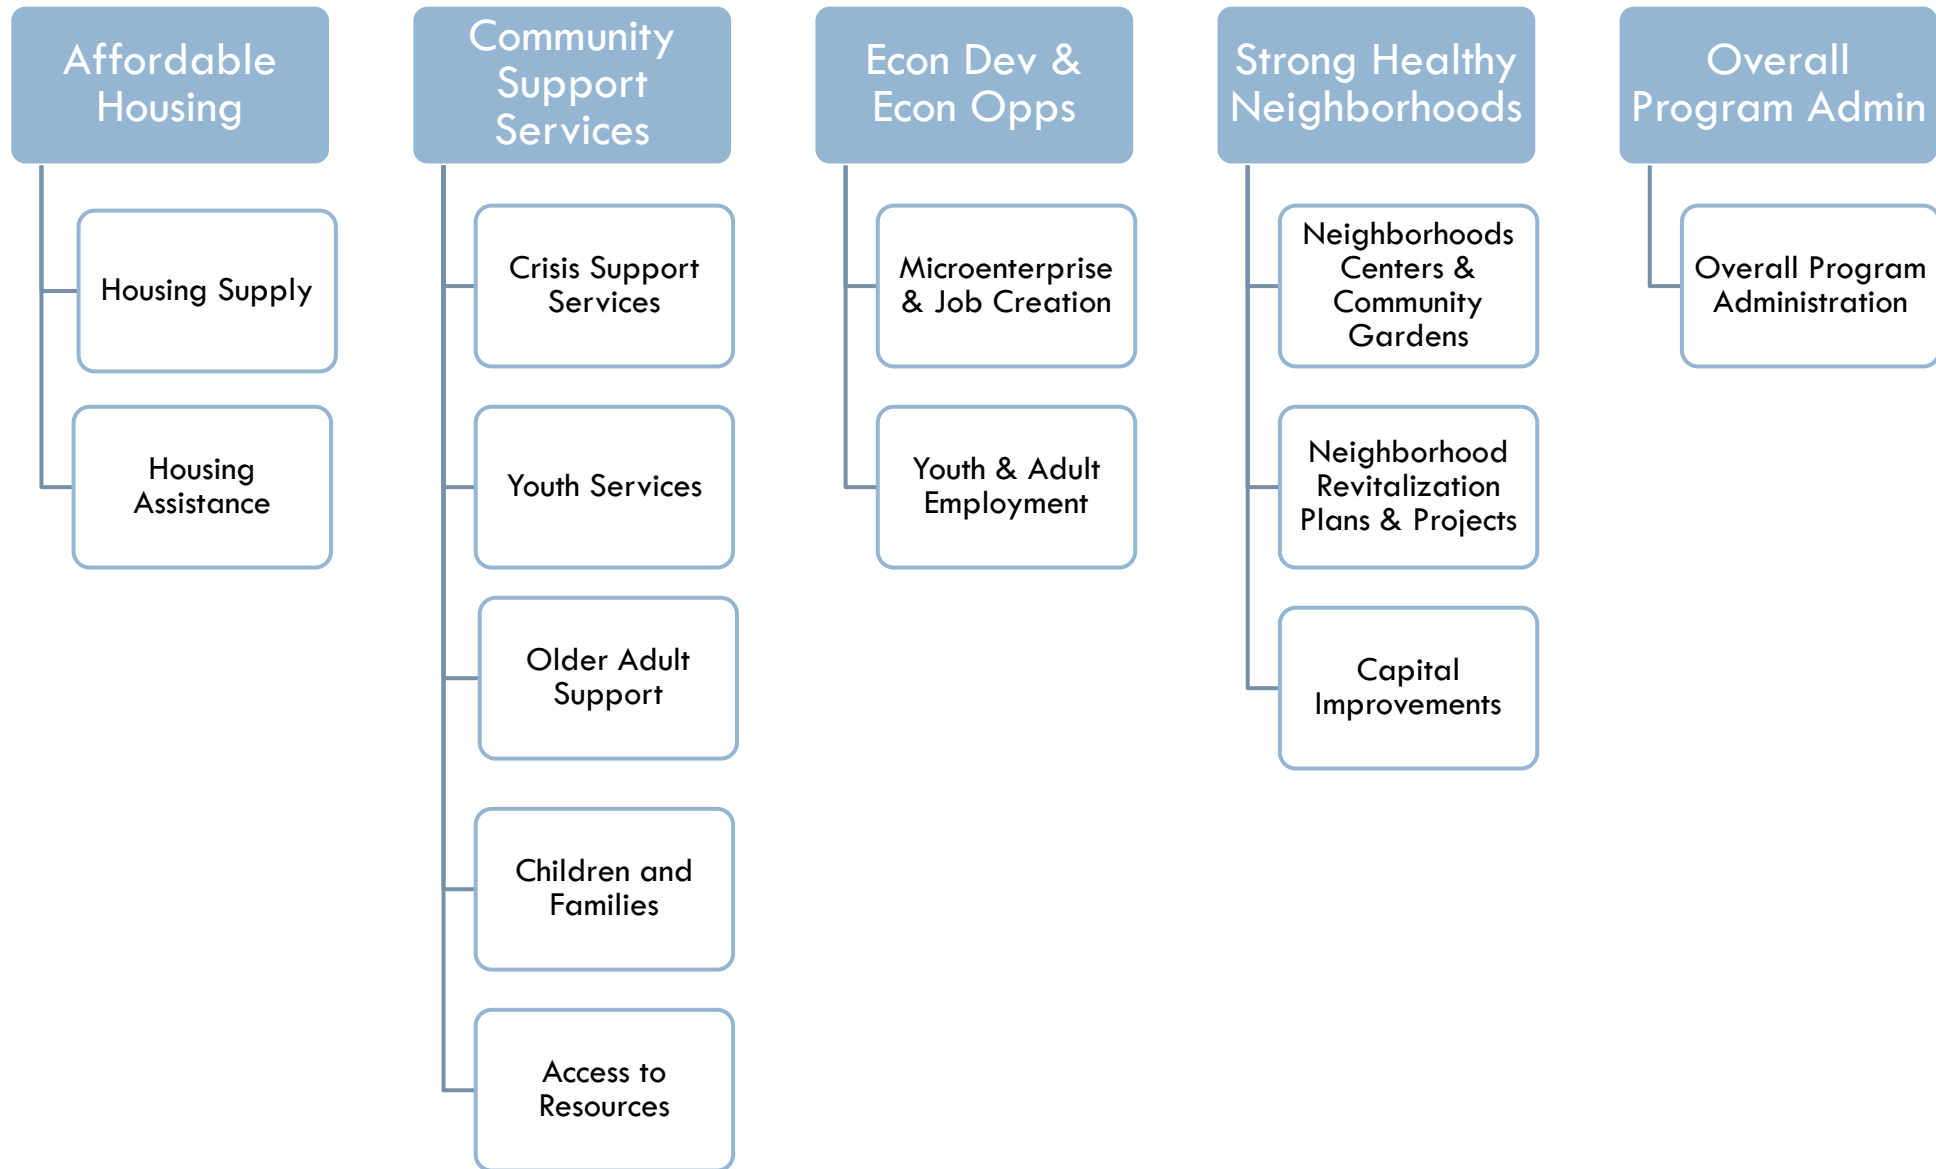 Affordable
Housing
Housing Supply
Housing
Assistance
Community
Support
Services
Crisis Support
Services
Youth Services
Older Adult
Support
Children and
Families
Access to
Resources
Econ Dev &
Econ Opps
Microenterprise
& Job Creation
Youth & Adult
Employment
Strong Healthy
Neighborhoods
Neighborhoods
Centers &
Community
Gardens
Neighborhood
Revitalization
Plans & Projects
Capital
Improvements
Overall
Program Admin
Overall Program
Administration